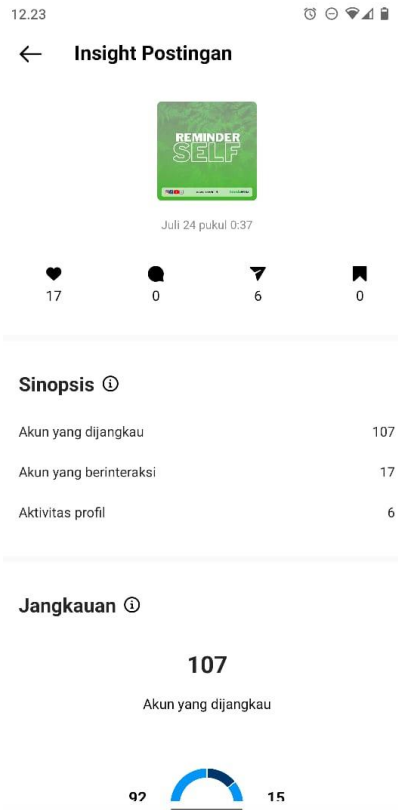 12.23
Insight Postingan
REMINDER
SELF
Juli 24 pukul 0:37
17
0
6
0
Sinopsis
Akun yang dijangkau 107
Akun yang berinteraksi 17
Aktivitas profil 6
Jangkauan
107
Akun yang dijangkau
92 15